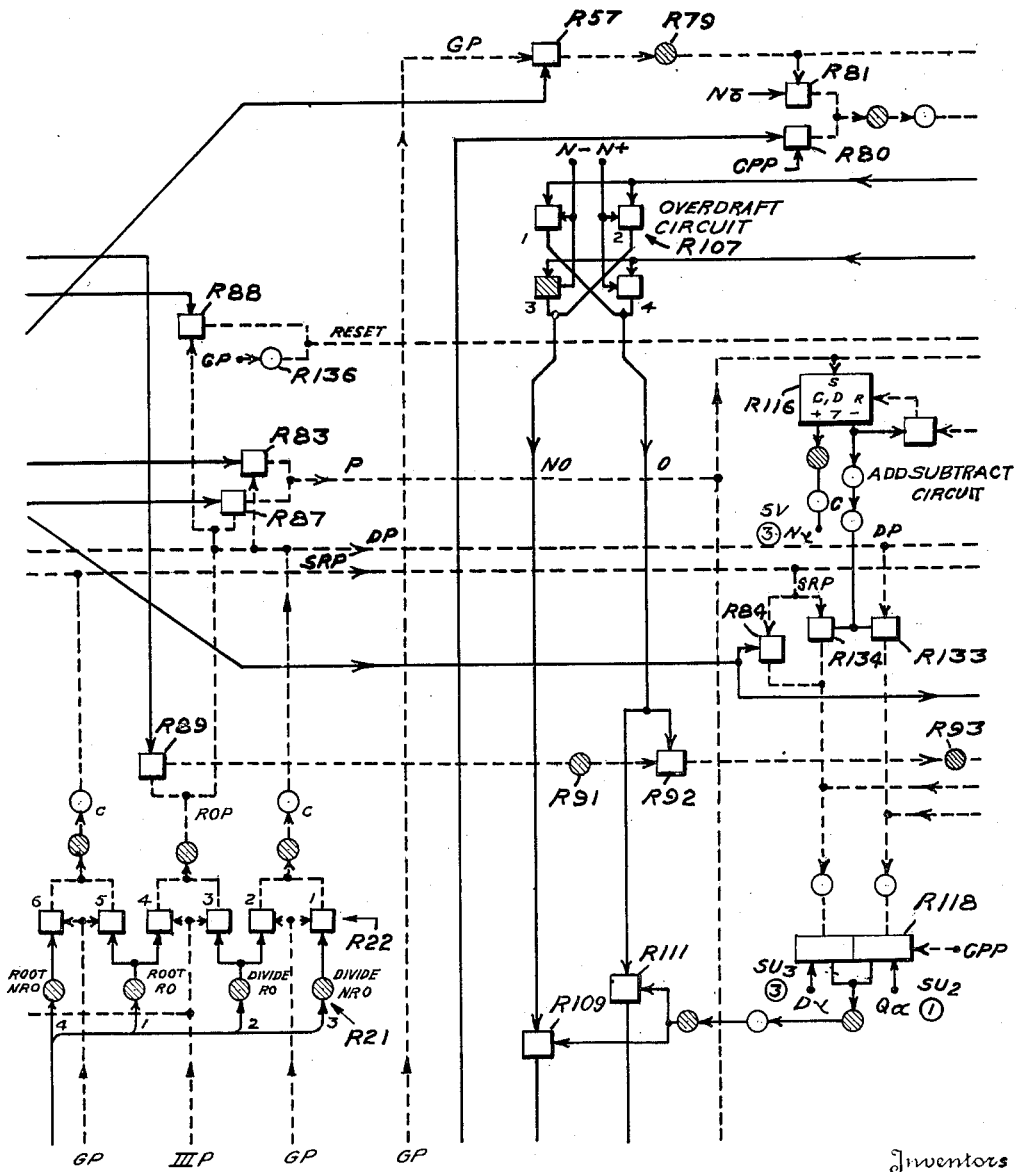 R57
R79
GP
R81
Nδ
R80
CPP
N- N+
OVERDRAFT
CIRCUIT
R107
1
2
3
4
R88
RESET
GP
R136
S
C, D R
+ 7 -
R116
R83
NO
O
P
R87
ADD SUBTRACT
CIRCUIT
C
SV
③ Nγ
DP
DP
SRP
SRP
R84
R134
R133
R89
R93
R91
R92
C
ROP
C
6
5
4
3
2
1
R22
R118
GPP
ROOT
NRO
ROOT
RO
DIVIDE
RO
DIVIDE
NRO
R111
SU3
③
Dγ
Qα
SU2
①
4
1
2
3
R21
R109
GP
III P
GP
GP
Inventors